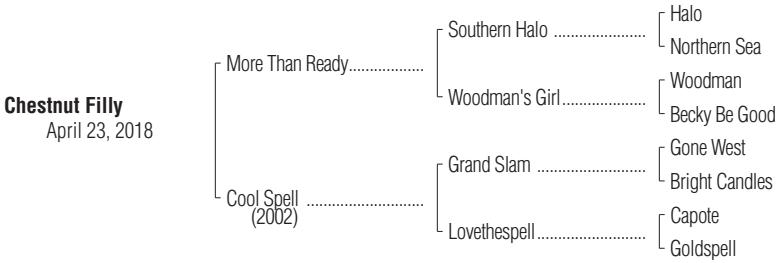 Halo
Southern Halo ......................
Northern Sea
More Than Ready..................
Woodman
Woodman's Girl....................
Becky Be Good
Chestnut Filly
April 23, 2018
Gone West
Grand Slam ..........................
Bright Candles
Cool Spell ............................
(2002)
Capote
Lovethespell..........................
Goldspell